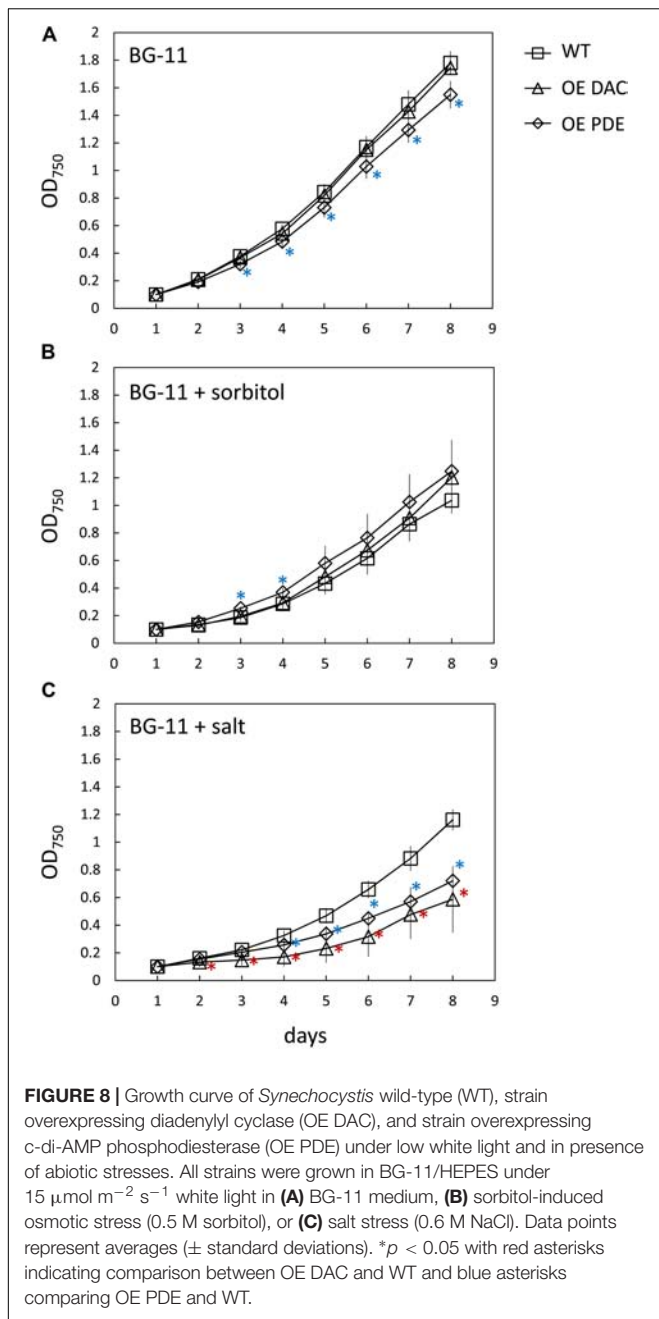 A
BG-11
WT
OE DAC
OE PDE
OD750
2
1.8
1.6
1.4
1.2
1
0.8
0.6
0.4
0.2
0
* * * * * *
0 1 2 3 4 5 6 7 8 9
B
BG-11 + sorbitol
OD750
2
1.8
1.6
1.4
1.2
1
0.8
0.6
0.4
0.2
0
* *
0 1 2 3 4 5 6 7 8 9
C
BG-11 + salt
OD750
2
1.8
1.6
1.4
1.2
1
0.8
0.6
0.4
0.2
0
* * * * *
* * * * * * *
0 1 2 3 4 5 6 7 8 9
days
FIGURE 8 | Growth curve of Synechocystis wild-type (WT), strain
overexpressing diadenylyl cyclase (OE DAC), and strain overexpressing
c-di-AMP phosphodiesterase (OE PDE) under low white light and in presence
of abiotic stresses. All strains were grown in BG-11/HEPES under
15 μmol m−2 s−1 white light in (A) BG-11 medium, (B) sorbitol-induced
osmotic stress (0.5 M sorbitol), or (C) salt stress (0.6 M NaCl). Data points
represent averages (± standard deviations). *p < 0.05 with red asterisks
indicating comparison between OE DAC and WT and blue asterisks
comparing OE PDE and WT.